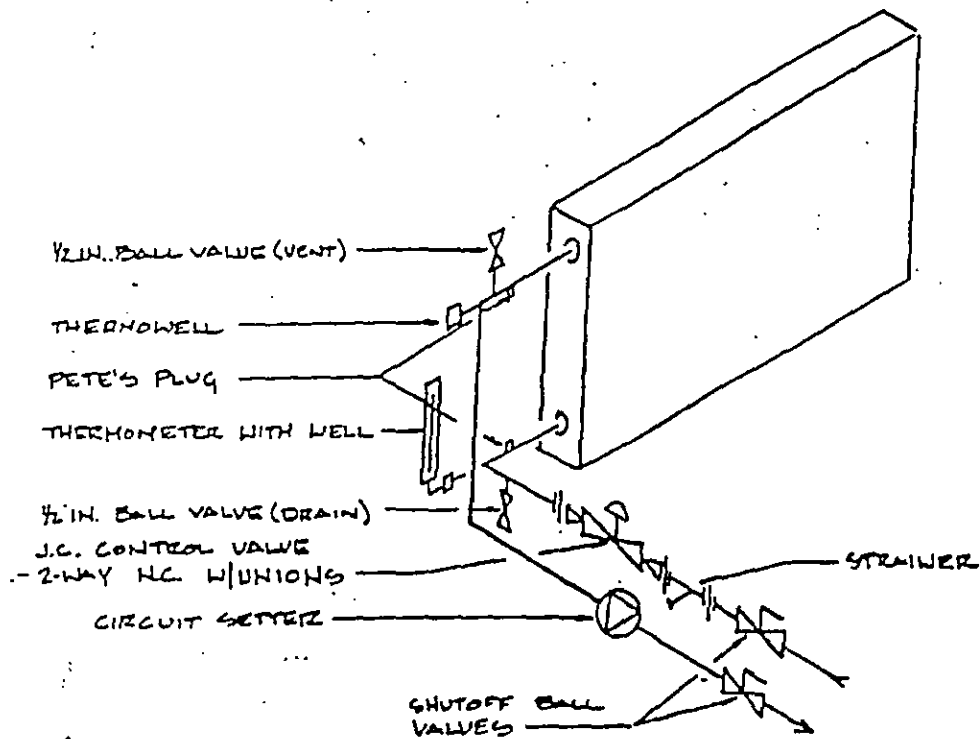 ½ IN. BALL VALVE (VENT)
THERMOWELL
PETE'S PLUG
THERMOMETER WITH WELL
½ IN. BALL VALVE (DRAIN)
J.C. CONTROL VALVE
- 2-WAY N.C. W/UNIONS
STRAINER
CIRCUIT SETTER
SHUTOFF BALL
VALVES